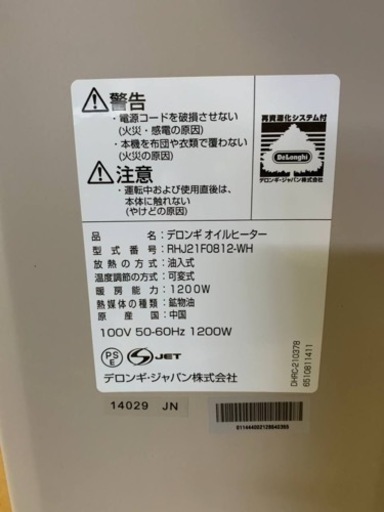 警告
・電源コードを破損させない
(火災・感電の原因)
・本機を布団や衣類で覆わない
(火災の原因)
注意
・運転中および使用直後は、
本体に触れない
(やけどの原因)
再資源化システム付
DeLonghi
デロンギ・ジャパン株式会社
品名：デロンギ オイルヒーター
型式番号：RHJ21F0812-WH
放熱の方式：油入式
温度調節の方式：可変式
暖房能力：1200W
熱媒体の種類：鉱物油
原産国：中国
100V 50-60Hz 1200W
PS
E
S JET
デロンギ・ジャパン株式会社
DHRC-210378
6510811411
14029 JN